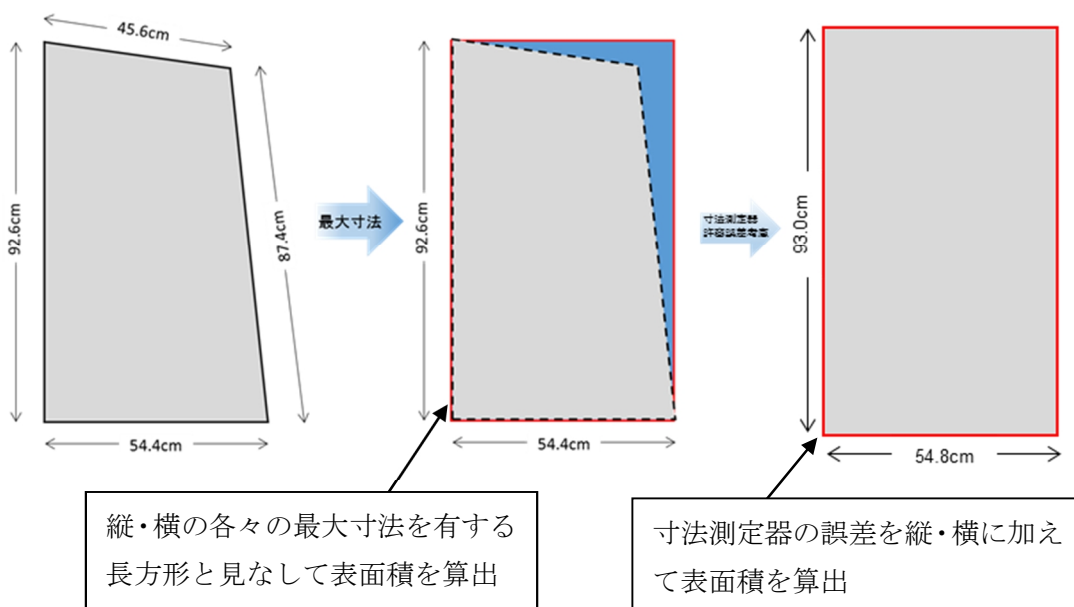 45.6cm
92.6cm
87.4cm
54.4cm
最大寸法
92.6cm
54.4cm
寸法測定器
許容誤差考慮
93.0cm
54.8cm
縦・横の各々の最大寸法を有する
長方形と見なして表面積を算出
寸法測定器の誤差を縦・横に加え
て表面積を算出